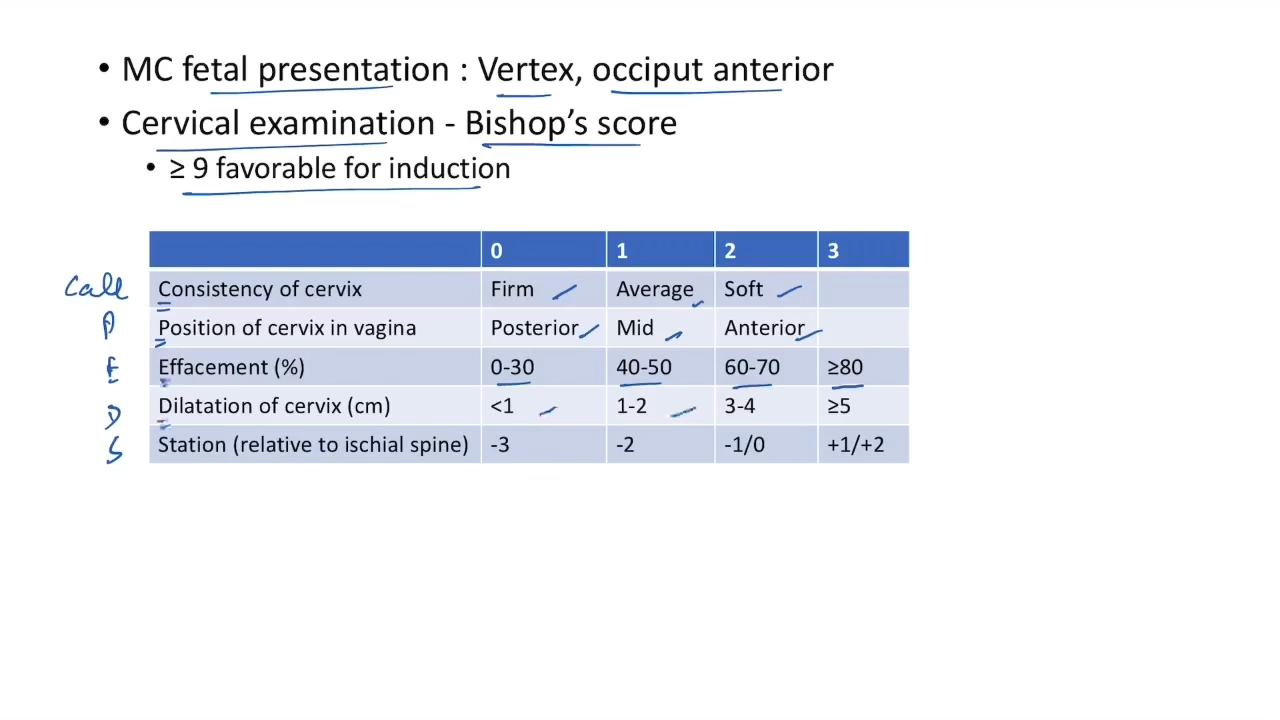 • MC fetal presentation : Vertex, occiput anterior
• Cervical examination - Bishop's score
• ≥ 9 favorable for induction
0 1 2 3
Call Consistency of cervix Firm Average Soft
P Position of cervix in vagina Posterior Mid Anterior
E Effacement (%) 0-30 40-50 60-70 ≥80
D Dilatation of cervix (cm) <1 1-2 3-4 ≥5
S Station (relative to ischial spine) -3 -2 -1/0 +1/+2